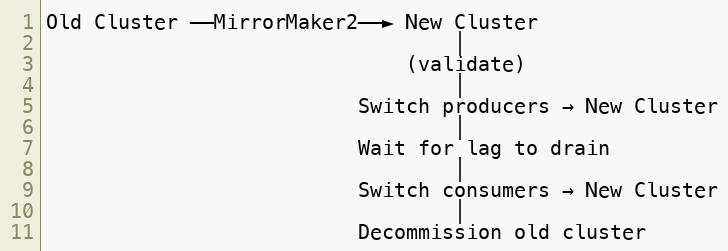 1 Old Cluster ──MirrorMaker2──► New Cluster
2 │
3 (validate)
4 │
5 Switch producers → New Cluster
6 │
7 Wait for lag to drain
8 │
9 Switch consumers → New Cluster
10 │
11 Decommission old cluster